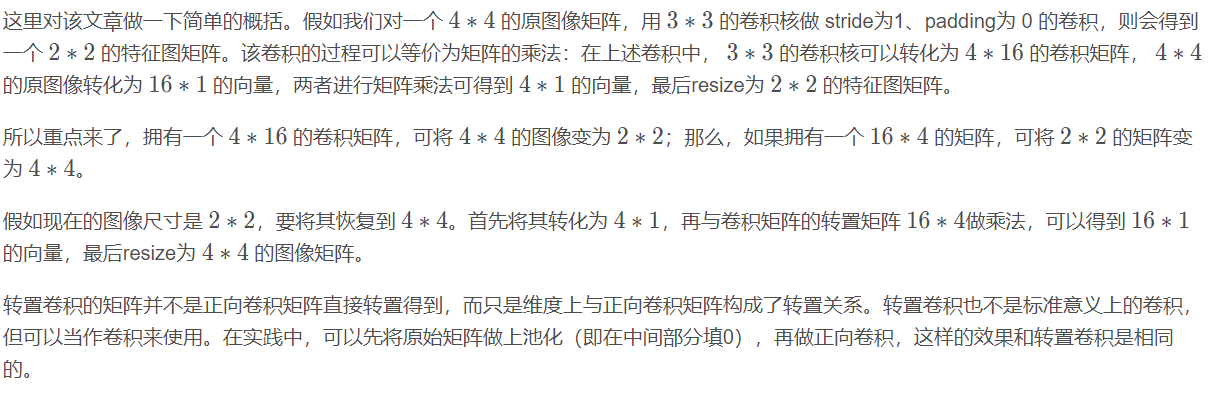 这里对该文章做一下简单的概括。假如我们对一个 4 ∗ 4 的原图像矩阵，用 3 ∗ 3 的卷积核做 stride为1、padding为 0 的卷积，则会得到
一个 2 ∗ 2 的特征图矩阵。该卷积的过程可以等价为矩阵的乘法：在上述卷积中， 3 ∗ 3 的卷积核可以转化为 4 ∗ 16 的卷积矩阵， 4 ∗ 4
的原图像转化为 16 ∗ 1 的向量，两者进行矩阵乘法可得到 4 ∗ 1 的向量，最后resize为 2 ∗ 2 的特征图矩阵。
所以重点来了，拥有一个 4 ∗ 16 的卷积矩阵，可将 4 ∗ 4 的图像变为 2 ∗ 2；那么，如果拥有一个 16 ∗ 4 的矩阵，可将 2 ∗ 2 的矩阵变
为 4 ∗ 4。
假如现在的图像尺寸是 2 ∗ 2，要将其恢复到 4 ∗ 4。首先将其转化为 4 ∗ 1，再与卷积矩阵的转置矩阵 16 ∗ 4做乘法，可以得到 16 ∗ 1
的向量，最后resize为 4 ∗ 4 的图像矩阵。
转置卷积的矩阵并不是正向卷积矩阵直接转置得到，而只是维度上与正向卷积矩阵构成了转置关系。转置卷积也不是标准意义上的卷积，
但可以当作卷积来使用。在实践中，可以先将原始矩阵做上池化（即在中间部分填0），再做正向卷积，这样的效果和转置卷积是相同
的。